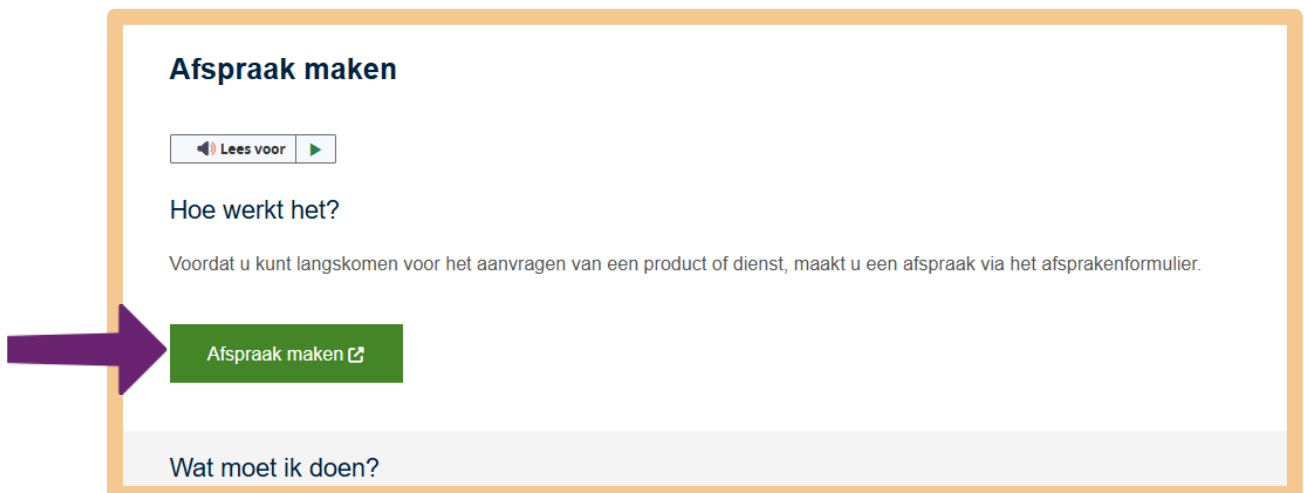 Afspraak maken
Lees voor
Hoe werkt het?
Voordat u kunt langskomen voor het aanvragen van een product of dienst, maakt u een afspraak via het afsprakenformulier.
Afspraak maken
Wat moet ik doen?